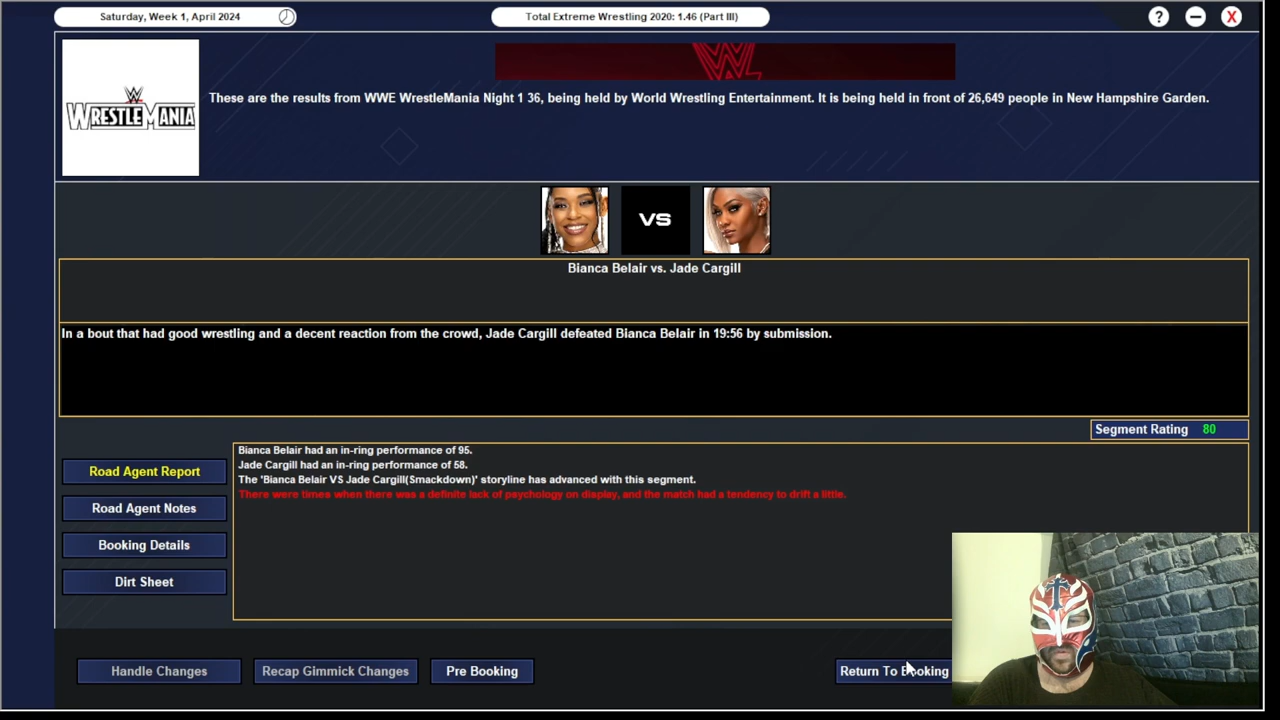 Saturday, Week 1, April 2024
Total Extreme Wrestling 2020: 1.46 (Part III)
?
X
WRESTLEMANIA
These are the results from WWE WrestleMania Night 1 36, being held by World Wrestling Entertainment. It is being held in front of 26,649 people in New Hampshire Garden.
VS
Bianca Belair vs. Jade Cargill
In a bout that had good wrestling and a decent reaction from the crowd, Jade Cargill defeated Bianca Belair in 19:56 by submission.
Segment Rating 80
Bianca Belair had an in-ring performance of 95.
Jade Cargill had an in-ring performance of 58.
The 'Bianca Belair VS Jade Cargill(Smackdown)' storyline has advanced with this segment.
There were times when there was a definite lack of psychology on display, and the match had a tendency to drift a little.
Road Agent Report
Road Agent Notes
Booking Details
Dirt Sheet
Handle Changes
Recap Gimmick Changes
Pre Booking
Return To Booking